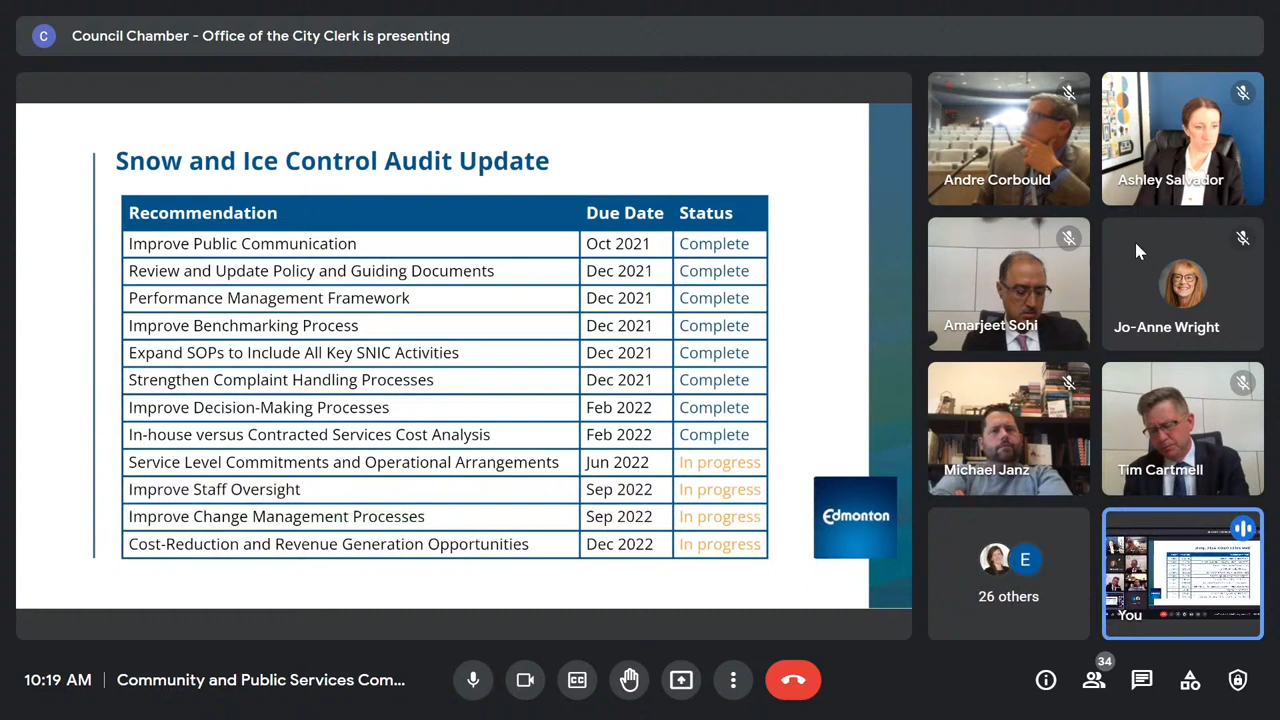 C Council Chamber - Office of the City Clerk is presenting
Snow and Ice Control Audit Update
Recommendation Due Date Status
Improve Public Communication Oct 2021 Complete
Review and Update Policy and Guiding Documents Dec 2021 Complete
Performance Management Framework Dec 2021 Complete
Improve Benchmarking Process Dec 2021 Complete
Expand SOPs to Include All Key SNIC Activities Dec 2021 Complete
Strengthen Complaint Handling Processes Dec 2021 Complete
Improve Decision-Making Processes Feb 2022 Complete
In-house versus Contracted Services Cost Analysis Feb 2022 Complete
Service Level Commitments and Operational Arrangements Jun 2022 In progress
Improve Staff Oversight Sep 2022 In progress
Improve Change Management Processes Sep 2022 In progress
Cost-Reduction and Revenue Generation Opportunities Dec 2022 In progress
Edmonton
Andre Corbould
Ashley Salvador
Amarjeet Sohi
Jo-Anne Wright
Michael Janz
Tim Cartmell
E
26 others
You
10:19 AM
Community and Public Services Com...
34